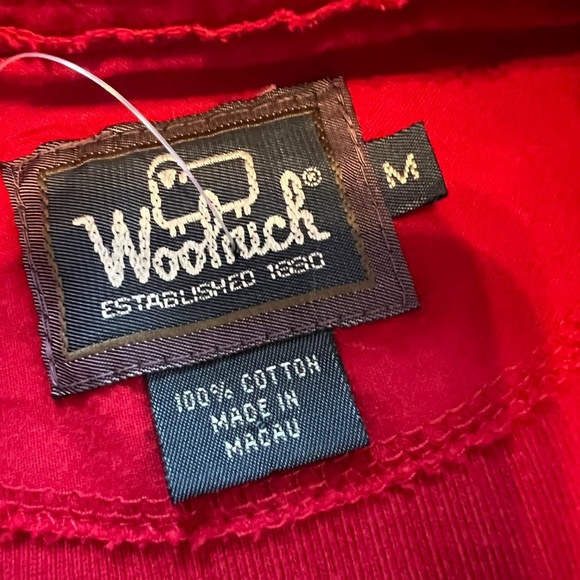 Woolrich®
ESTABLISHED 1830
M
100% COTTON
MADE IN
MACAU